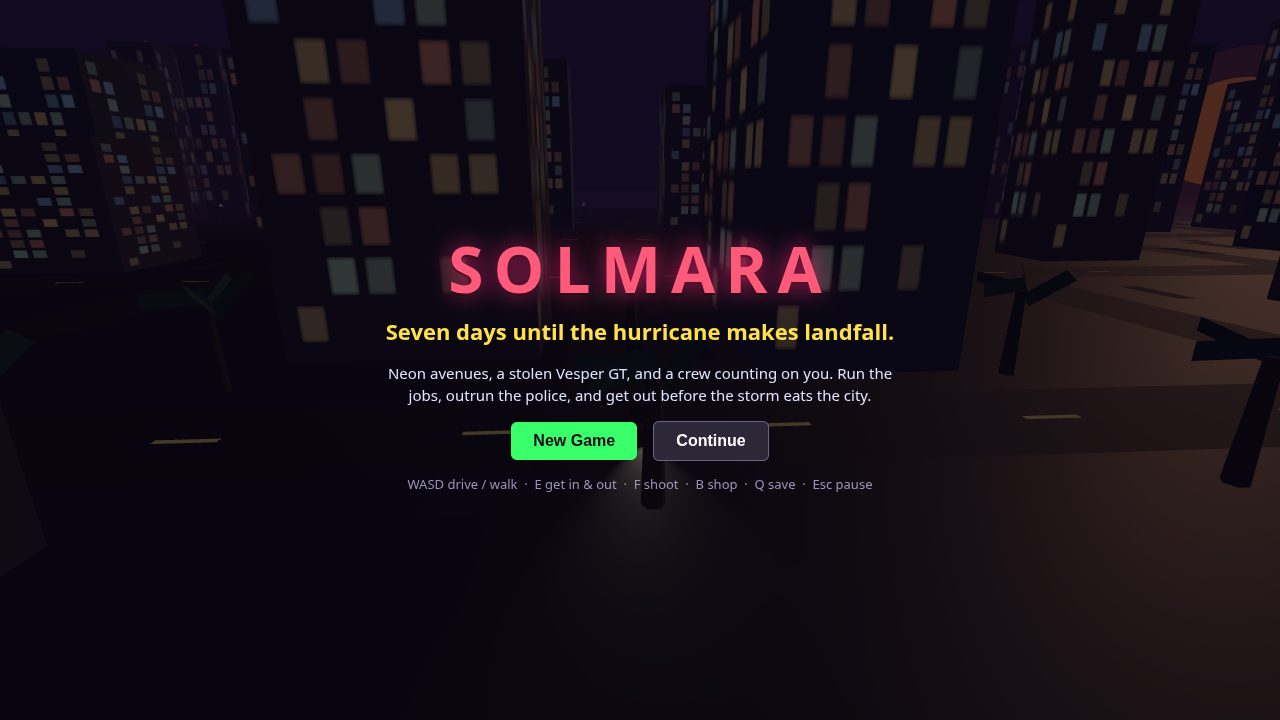 SOLMARA
Seven days until the hurricane makes landfall.
Neon avenues, a stolen Vesper GT, and a crew counting on you. Run the
jobs, outrun the police, and get out before the storm eats the city.
New Game Continue
WASD drive / walk · E get in & out · F shoot · B shop · Q save · Esc pause